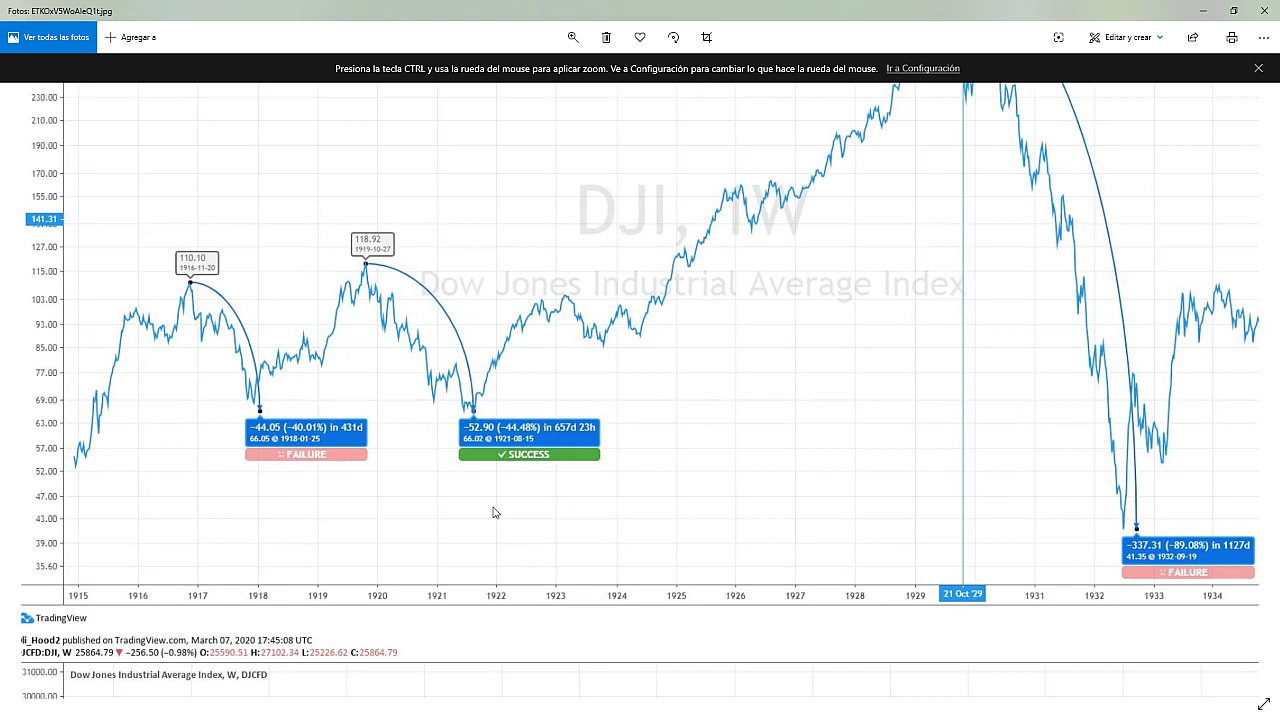 Fotos: ETKOxV5WoAIeQ1t.jpg
Ver todas las fotos
Agregar a
Editar y crear
Presiona la tecla CTRL y usa la rueda del mouse para aplicar zoom. Ve a Configuración para cambiar lo que hace la rueda del mouse. Ir a Configuración
230.00
210.00
190.00
170.00
155.00
141.31
127.00
115.00
103.00
93.00
85.00
77.00
69.00
63.00
57.00
52.00
47.00
43.00
39.00
35.60
DJI, 1W
Dow Jones Industrial Average Index
110.10
1916-11-20
118.92
1919-10-27
−44.05 (−40.01%) in 431d
66.05 @ 1918-01-25
FAILURE
−52.90 (−44.48%) in 657d 23h
66.02 @ 1921-08-15
SUCCESS
−337.31 (−89.08%) in 1127d
41.35 @ 1932-09-19
FAILURE
1915 1916 1917 1918 1919 1920 1921 1922 1923 1924 1925 1926 1927 1928 1929 21 Oct '29 1931 1932 1933 1934
TradingView
li_Hood2 published on TradingView.com, March 07, 2020 17:45:08 UTC
JCFD:DJI, W 25864.79 ▼ −256.50 (−0.98%) O:25590.51 H:27102.34 L:25226.62 C:25864.79
31000.00
Dow Jones Industrial Average Index, W, DJCFD
30000.00